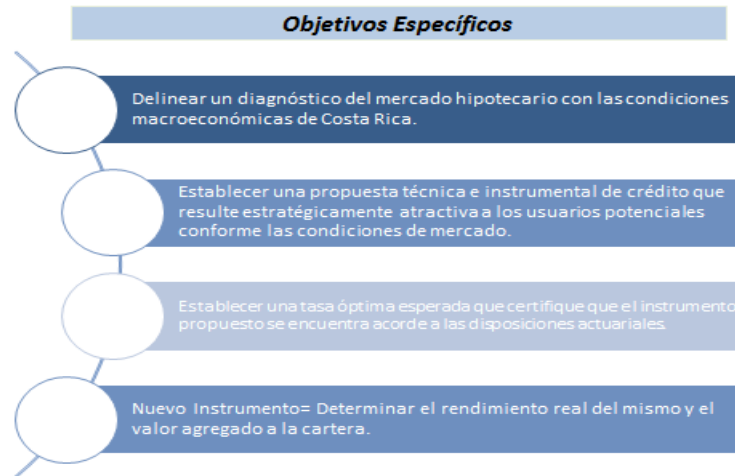 Objetivos Específicos
Delinear un diagnóstico del mercado hipotecario con las condiciones
macroeconómicas de Costa Rica.
Establecer una propuesta técnica e instrumental de crédito que
resulte estratégicamente atractiva a los usuarios potenciales
conforme las condiciones de mercado.
Establecer una tasa óptima esperada que certifique que el instrumento
propuesto se encuentra acorde a las disposiciones actuariales.
Nuevo Instrumento= Determinar el rendimiento real del mismo y el
valor agregado a la cartera.